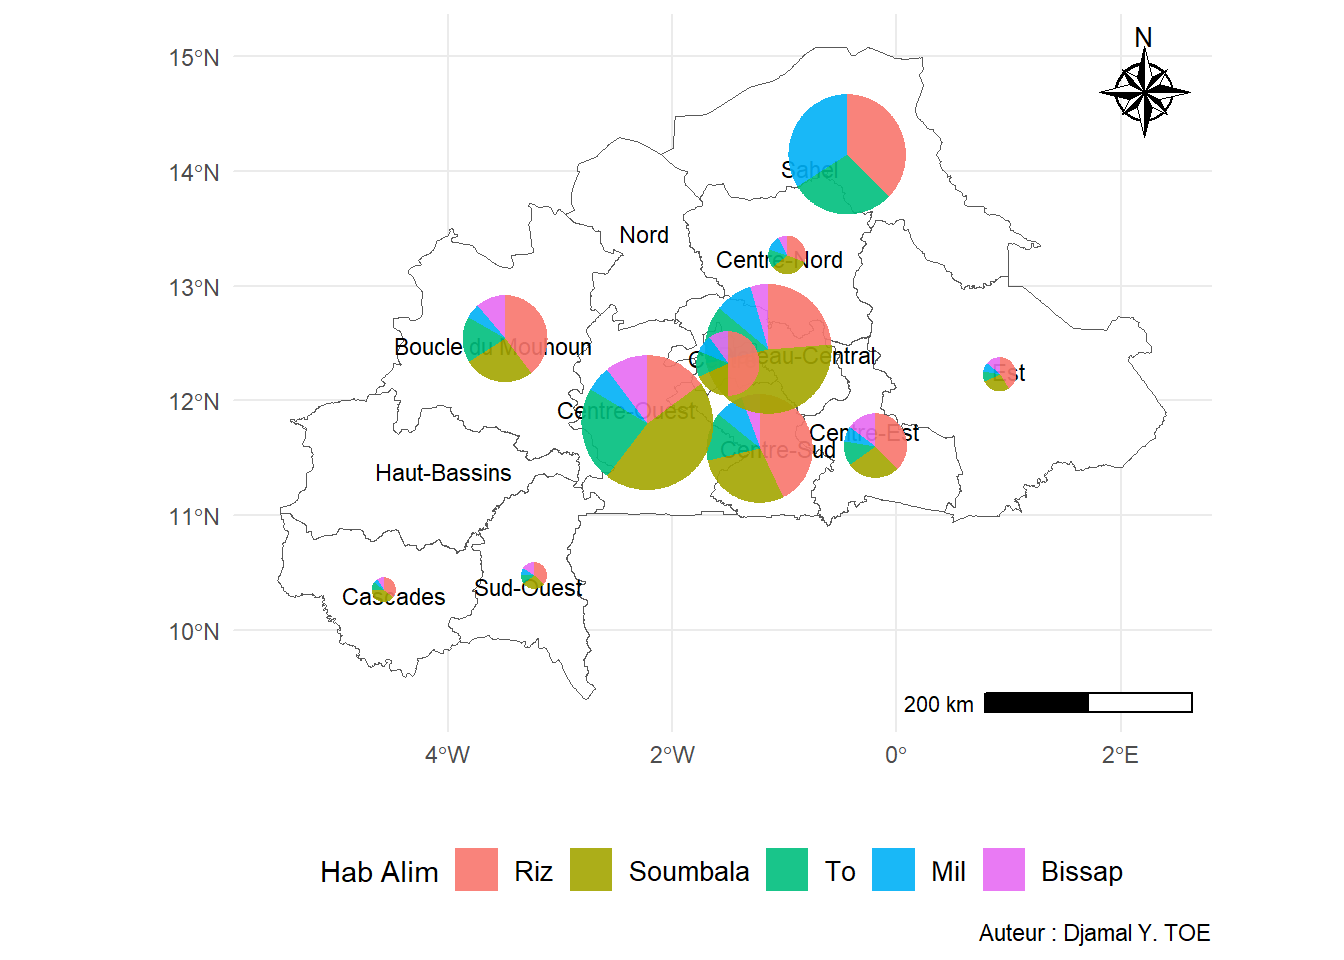 N
15°N
14°N
13°N
12°N
11°N
10°N
Sahel
Nord
Centre-Nord
Boucle du Mouhoun
eau-Central
Est
Centre-Ouest
Centre-Est
Centre-Sud
Haut-Bassins
Cascades
Sud-Ouest
200 km
4°W
2°W
0°
2°E
Hab Alim
Riz
Soumbala
To
Mil
Bissap
Auteur : Djamal Y. TOE